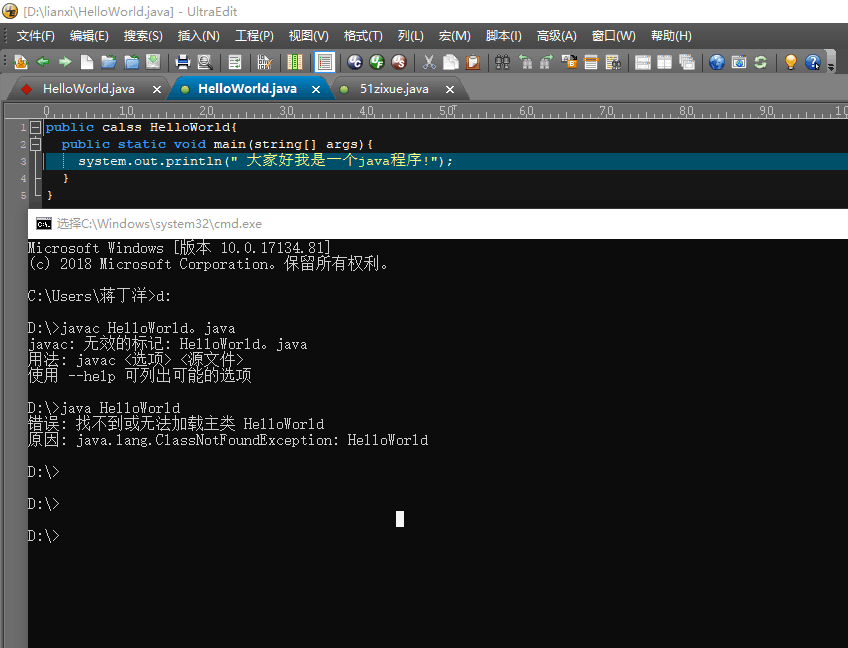 [D:\lianxi\HelloWorld.java] - UltraEdit
文件(F) 编辑(E) 搜索(S) 插入(N) 工程(P) 视图(V) 格式(T) 列(L) 宏(M) 脚本(I) 高级(A) 窗口(W) 帮助(H)
HelloWorld.java HelloWorld.java 51zixue.java
0 10 20 30 40 50 60 70 80 90 10
1 public calss HelloWorld{
2 public static void main(string[] args){
3 system.out.println(" 大家好我是一个java程序!");
4 }
5 }
选择C:\Windows\system32\cmd.exe
Microsoft Windows [版本 10.0.17134.81]
(c) 2018 Microsoft Corporation。保留所有权利。
C:\Users\蒋丁洋>d:
D:\>javac HelloWorld。java
javac: 无效的标记: HelloWorld。java
用法: javac <选项> <源文件>
使用 --help 可列出可能的选项
D:\>java HelloWorld
错误: 找不到或无法加载主类 HelloWorld
原因: java.lang.ClassNotFoundException: HelloWorld
D:\>
D:\>
D:\>